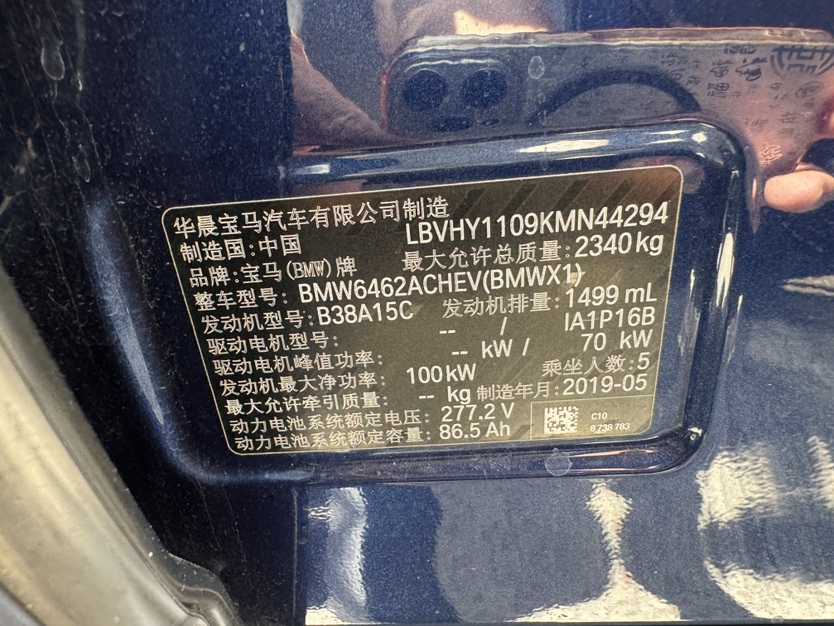 华晨宝马汽车有限公司制造
制造国:中国 LBVHY1109KMN44294
品牌:宝马(BMW)牌 最大允许总质量:2340kg
整车型号: BMW6462ACHEV(BMWX1)
发动机型号:B38A15C 发动机排量:1499 mL
驱动电机型号: -- / IA1P16B
驱动电机峰值功率: -- kW / 70 kW
发动机最大净功率: 100kW 乘坐人数:5
最大允许牵引质量: -- kg 制造年月:2019-05
动力电池系统额定电压: 277.2 V
动力电池系统额定容量: 86.5 Ah
C10
8 738 783